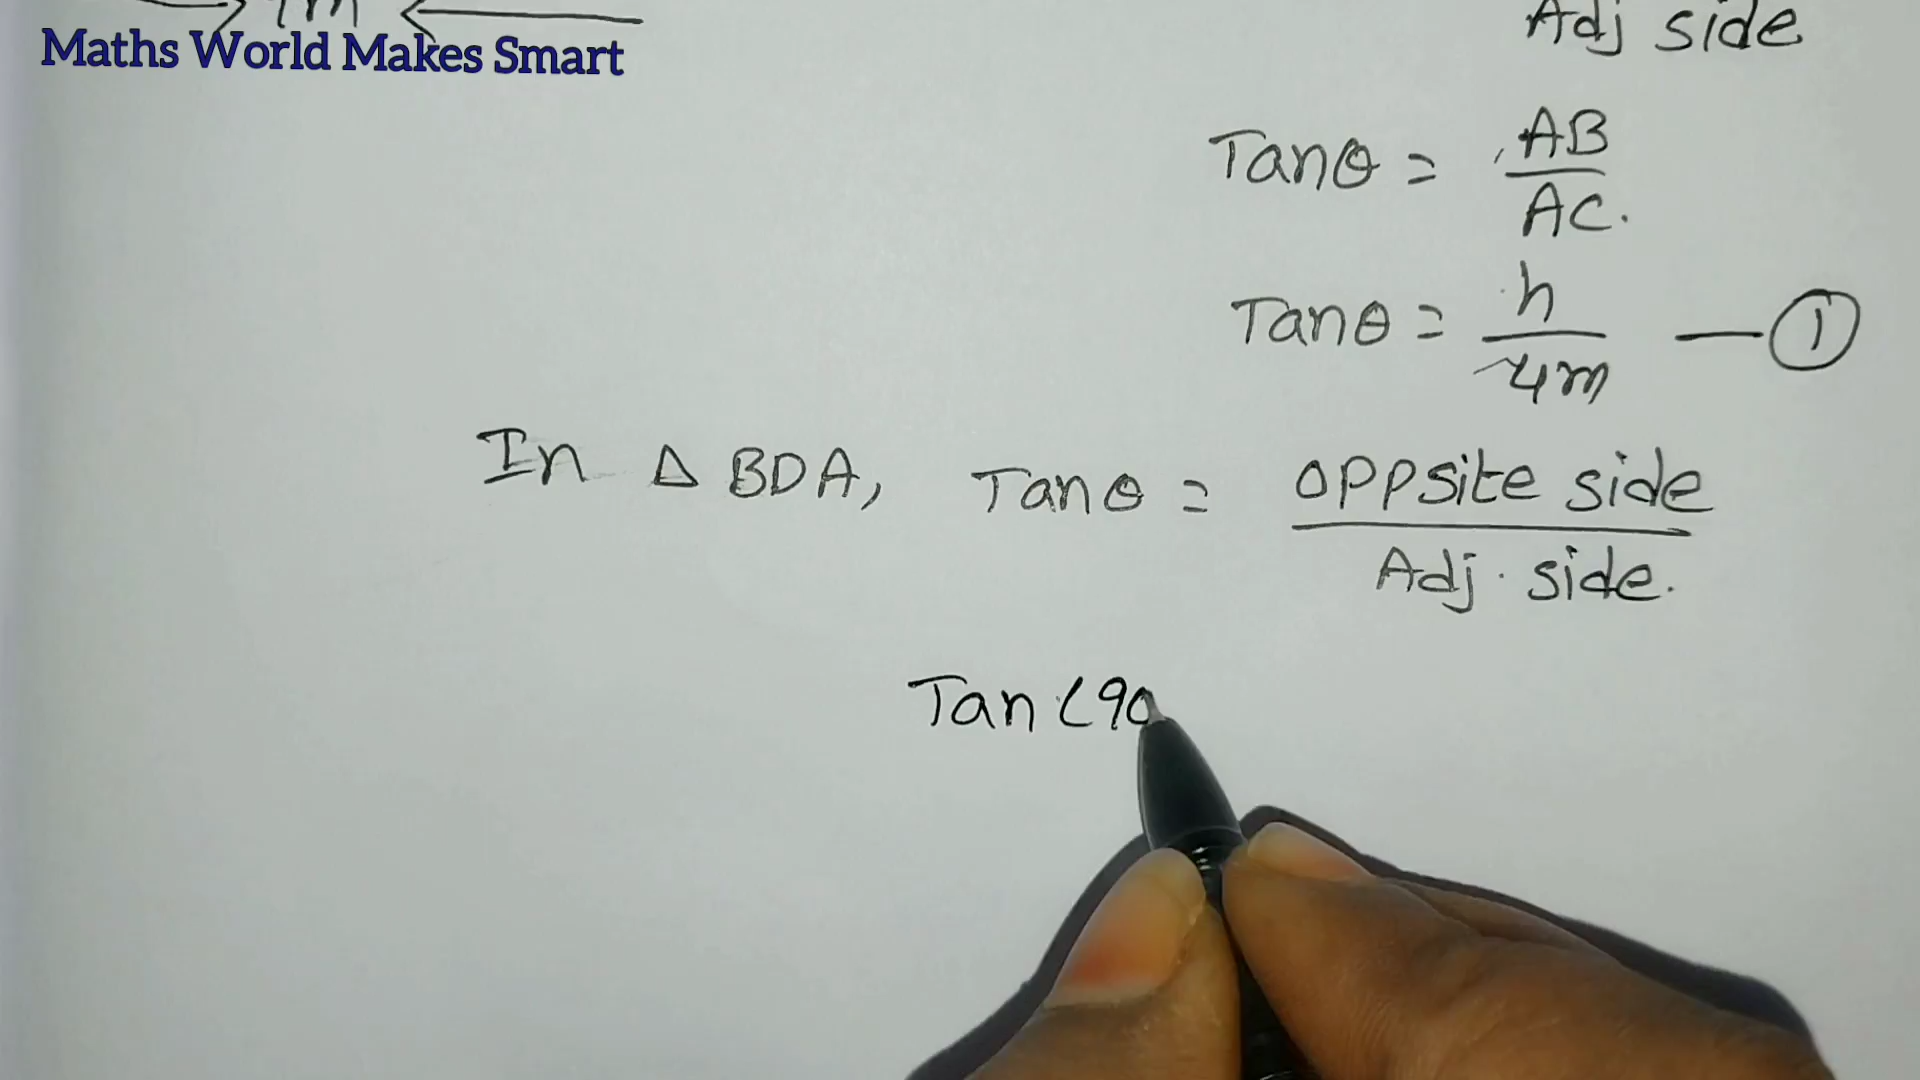 Adj side
Maths World Makes Smart
Tanθ = AB / AC.
Tanθ = h / 4m — ①
In Δ BDA, Tanθ = oppsite side / Adj. side.
Tan (90